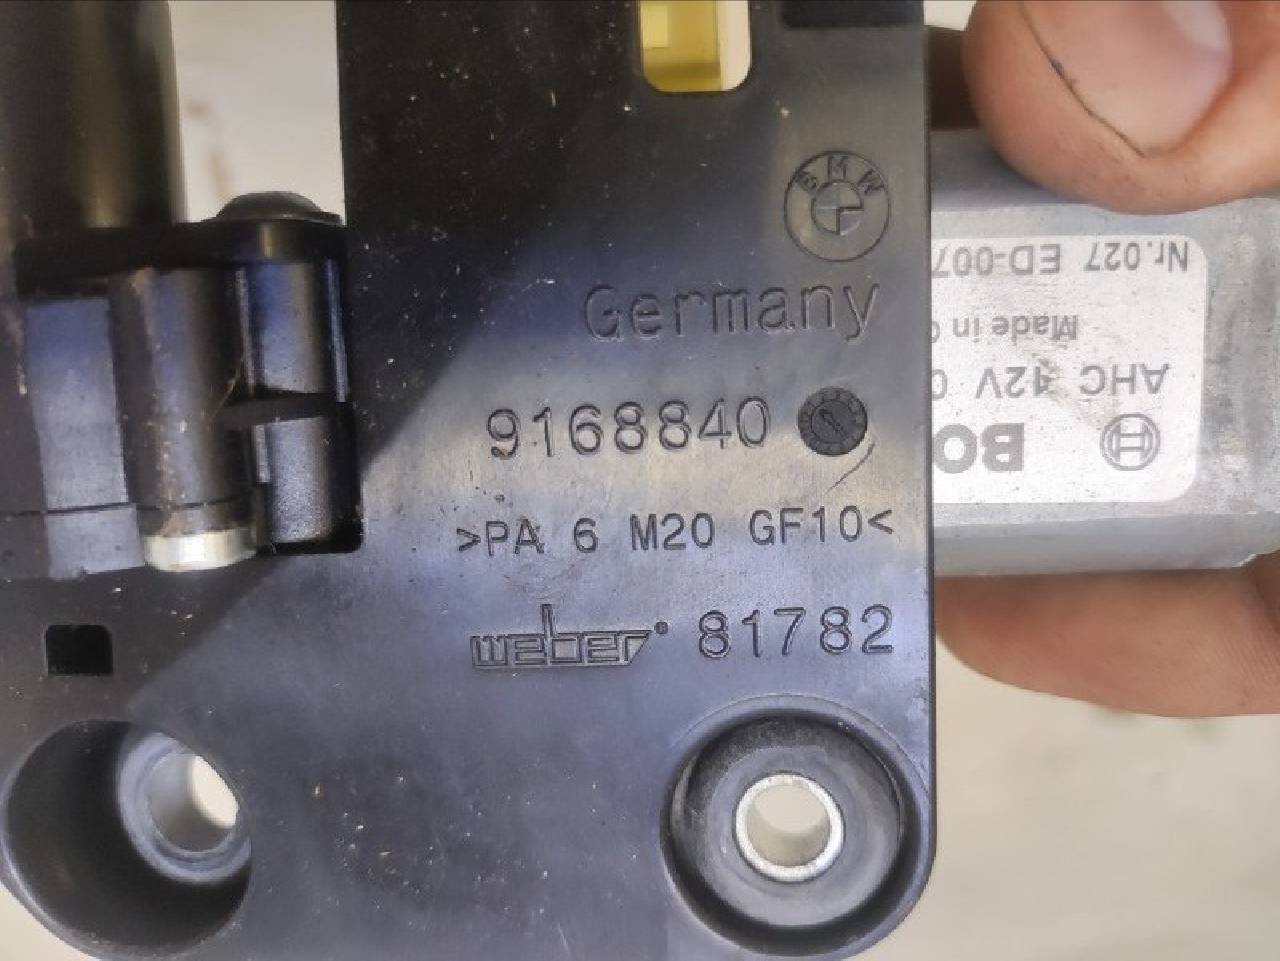 BMW
Germany
9168840
>PA 6 M20 GF10<
weber® 81782
BO
AHC 12V
Made in
Nr.027 ED-007